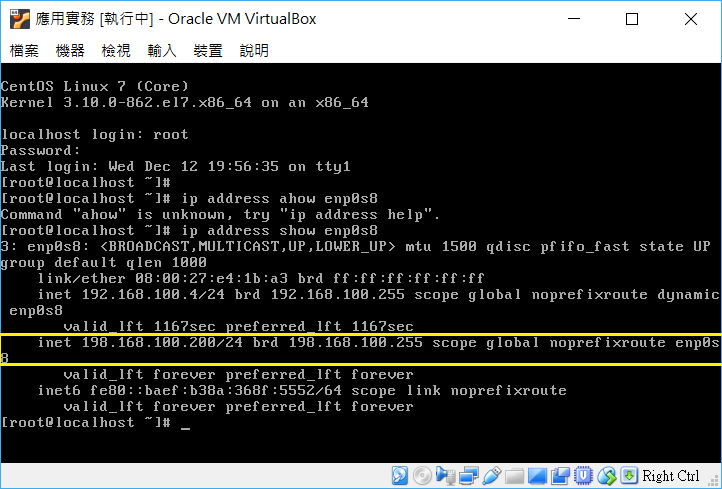 應用實務 [執行中] - Oracle VM VirtualBox
檔案 機器 檢視 輸入 裝置 說明
CentOS Linux 7 (Core)
Kernel 3.10.0-862.el7.x86_64 on an x86_64
localhost login: root
Password:
Last login: Wed Dec 12 19:56:35 on tty1
[root@localhost ~]#
[root@localhost ~]# ip address ahow enp0s8
Command "ahow" is unknown, try "ip address help".
[root@localhost ~]# ip address show enp0s8
3: enp0s8: <BROADCAST,MULTICAST,UP,LOWER_UP> mtu 1500 qdisc pfifo_fast state UP
group default qlen 1000
link/ether 08:00:27:e4:1b:a3 brd ff:ff:ff:ff:ff:ff
inet 192.168.100.4/24 brd 192.168.100.255 scope global noprefixroute dynamic
enp0s8
valid_lft 1167sec preferred_lft 1167sec
inet 198.168.100.200/24 brd 198.168.100.255 scope global noprefixroute enp0s
8
valid_lft forever preferred_lft forever
inet6 fe80::baef:b38a:368f:5552/64 scope link noprefixroute
valid_lft forever preferred_lft forever
[root@localhost ~]# _
Right Ctrl